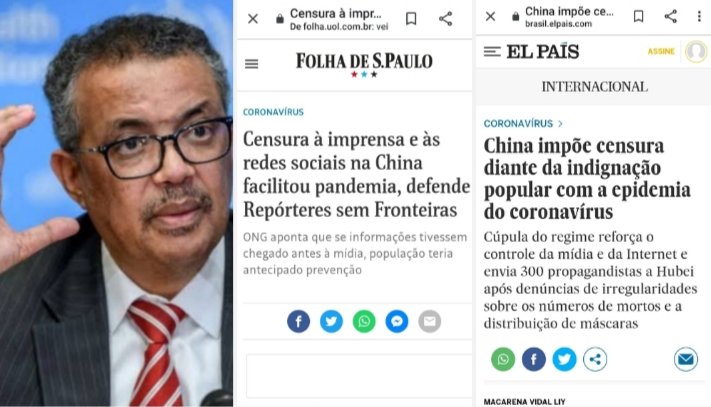 Censura à impr...
De folha.uol.com.br: vei
FOLHA DE S.PAULO
CORONAVÍRUS
Censura à imprensa e às
redes sociais na China
facilitou pandemia, defende
Repórteres sem Fronteiras
ONG aponta que se informações tivessem
chegado antes à mídia, população teria
antecipado prevenção
China impõe ce...
brasil.elpais.com
EL PAÍS
ASSINE
INTERNACIONAL
CORONAVÍRUS >
China impõe censura
diante da indignação
popular com a epidemia
do coronavírus
Cúpula do regime reforça o
controle da mídia e da Internet e
envia 300 propagandistas a Hubei
após denúncias de irregularidades
sobre os números de mortos e a
distribuição de máscaras
MACARENA VIDAL LIY